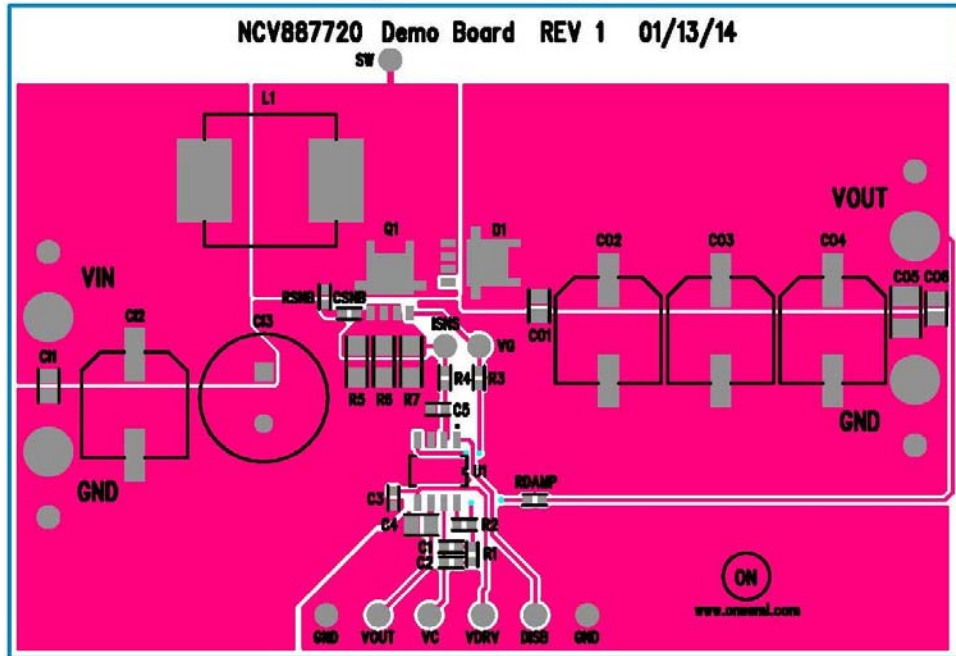 NCV887720 Demo Board REV 1 01/13/14
SW
L1
VOUT
Q1
D1
CO2
CO3
CO4
VIN
CO5
CO6
RSNB
CSNB
CI2
CI3
ISNS
VG
CO1
CI1
R4
R3
R5
R6
R7
C5
GND
GND
U1
RDAMP
C3
C4
R2
C1
C2
R1
ON
www.onsemi.com
GND
VOUT
VC
VDRV
DISB
GND